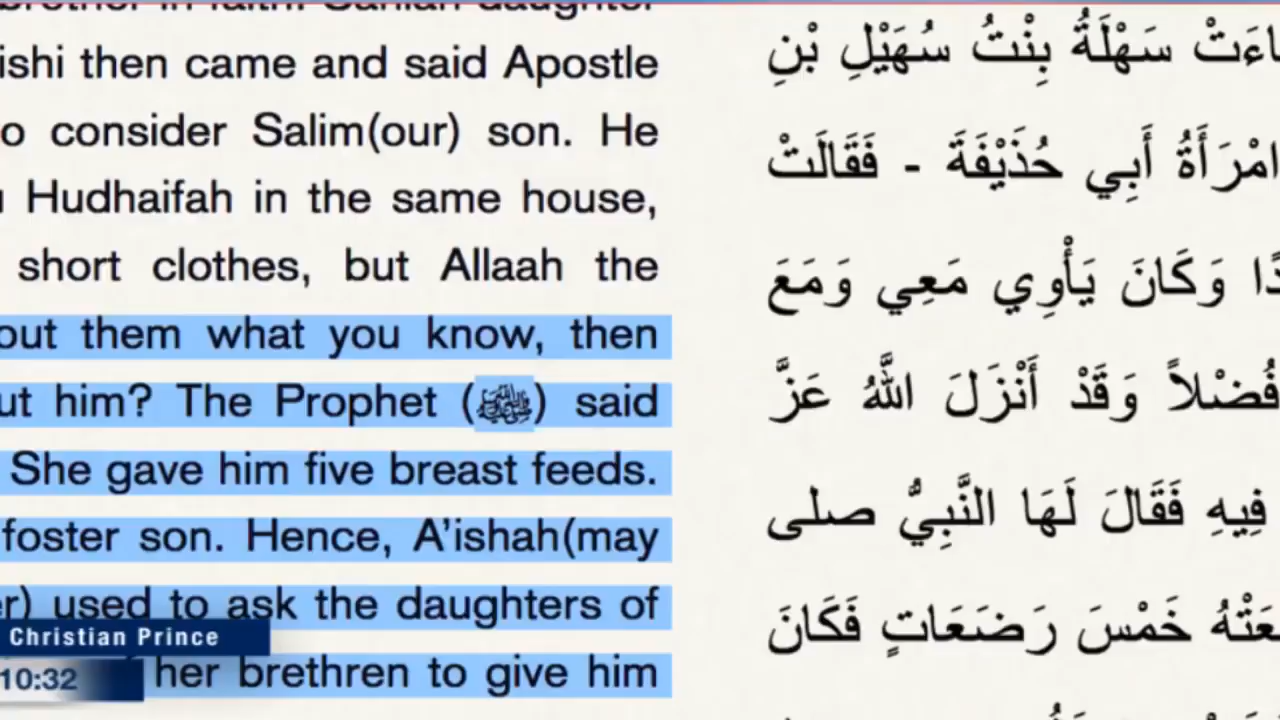 brother in faith. Sahlah daughter
ishi then came and said Apostle
o consider Salim(our) son. He
Hudhaifah in the same house,
short clothes, but Allaah the
out them what you know, then
ut him? The Prophet (ﷺ) said
She gave him five breast feeds.
foster son. Hence, A’ishah(may
er) used to ask the daughters of
her brethren to give him
اءَتْ سَهْلَةُ بِنْتُ سُهَيْلِ بْنِ
امْرَأَةُ أَبِي حُذَيْفَةَ - فَقَالَتْ
دًا وَكَانَ يَأْوِي مَعِي وَمَعَ
فُضْلاً وَقَدْ أَنْزَلَ اللَّهُ عَزَّ
فِيهِ فَقَالَ لَهَا النَّبِيُّ صلى
عَتْهُ خَمْسَ رَضَعَاتٍ فَكَانَ
Christian Prince
10:32